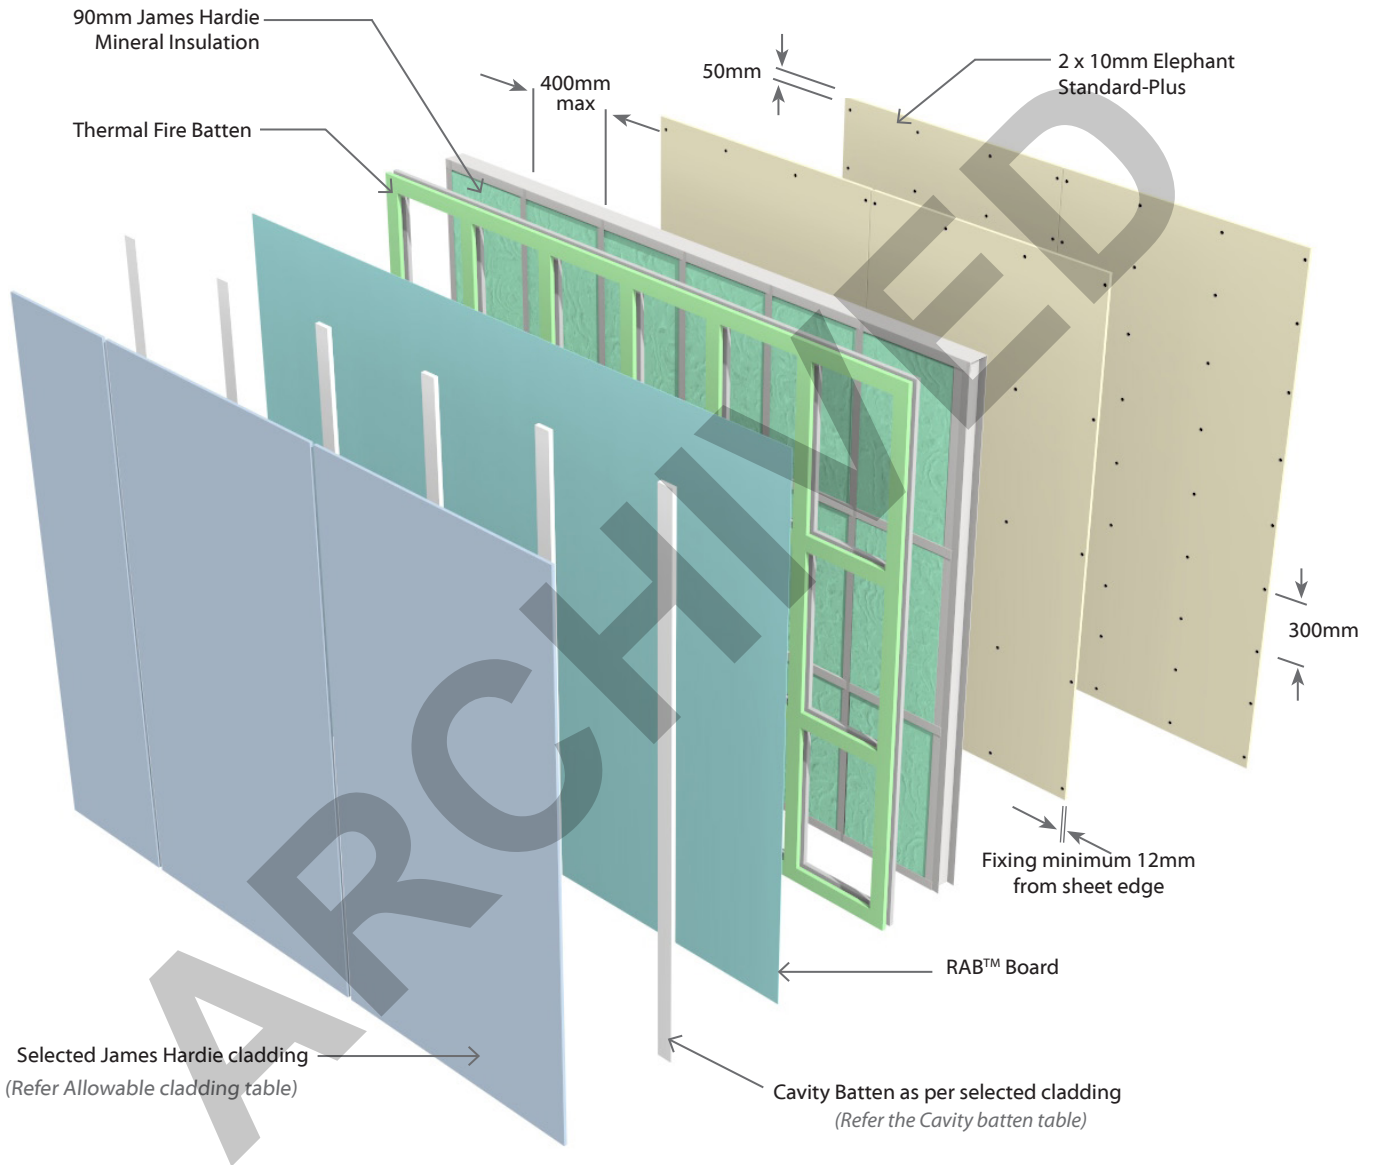 90mm James Hardie
Mineral Insulation
Thermal Fire Batten
400mm
max
50mm
2 x 10mm Elephant
Standard-Plus
300mm
Fixing minimum 12mm
from sheet edge
RAB™ Board
Selected James Hardie cladding
(Refer Allowable cladding table)
Cavity Batten as per selected cladding
(Refer the Cavity batten table)
ARCHIVED